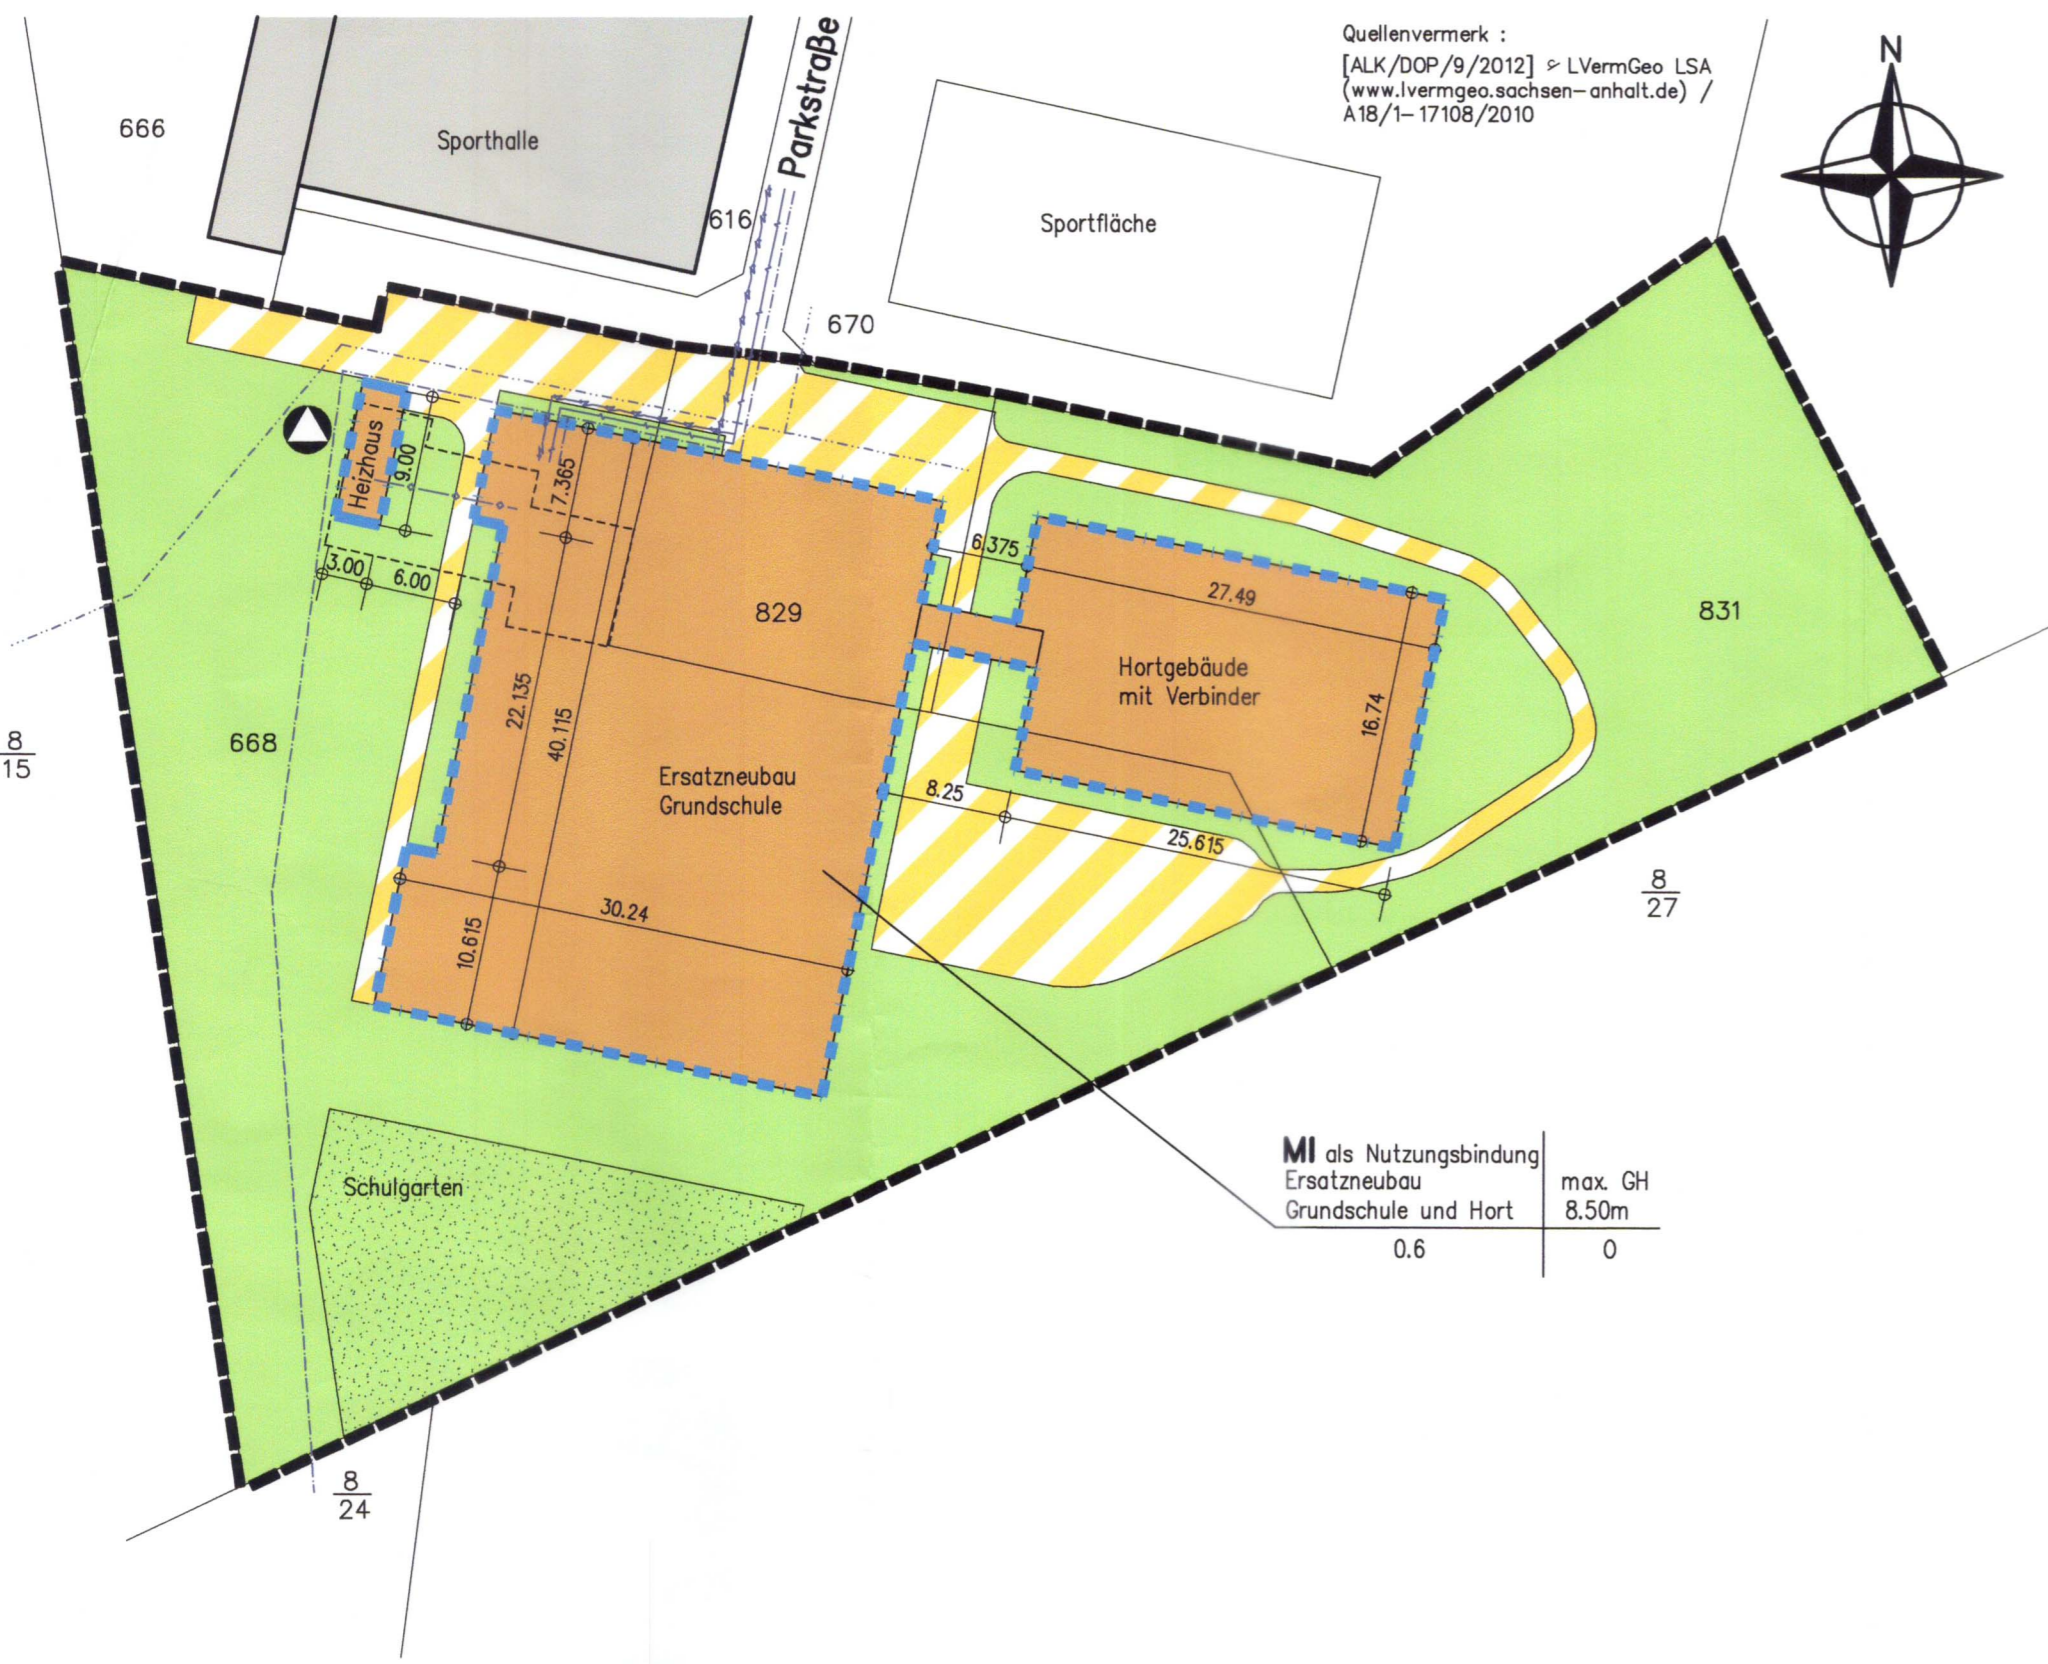 Quellenvermerk :
[ALK/DOP/9/2012] c LVermGeo LSA
(www.lvermgeo.sachsen-anhalt.de) /
A18/1-17108/2010
N
Parkstraße
666
Sporthalle
616
Sportfläche
670
Heizhaus
9.00
7.365
3.00
6.00
6.375
27.49
829
831
Hortgebäude
mit Verbinder
16.74
22.135
40.115
668
8
15
Ersatzneubau
Grundschule
8.25
25.615
8
27
30.24
10.615
Schulgarten
MI als Nutzungsbindung
Ersatzneubau
Grundschule und Hort
max. GH
8.50m
0.6
0
8
24